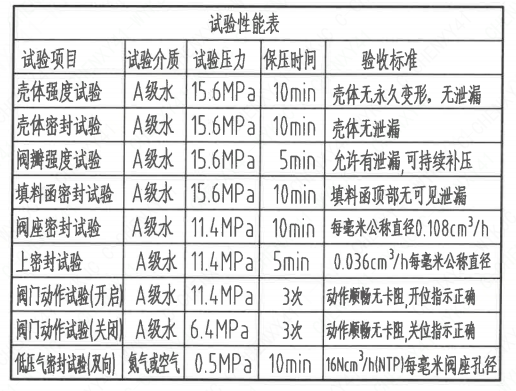 试验性能表
试验项目 试验介质 试验压力 保压时间 验收标准
壳体强度试验 A级水 15.6MPa 10min 壳体无永久变形，无泄漏
壳体密封试验 A级水 15.6MPa 10min 壳体无泄漏
阀瓣强度试验 A级水 15.6MPa 5min 允许有泄漏,可持续补压
填料函密封试验 A级水 15.6MPa 10min 填料函顶部无可见泄漏
阀座密封试验 A级水 11.4MPa 10min 每毫米公称直径0.108cm³/h
上密封试验 A级水 11.4MPa 5min 0.036cm³/h每毫米公称直径
阀门动作试验(开启) A级水 11.4MPa 3次 动作顺畅无卡阻,开位指示正确
阀门动作试验(关闭) A级水 6.4MPa 3次 动作顺畅无卡阻,关位指示正确
低压气密封试验(双向) 氮气或空气 0.5MPa 10min 16Ncm³/h(NTP)每毫米阀座孔径